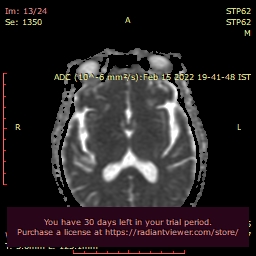 Im: 13/24
Se: 1350
A
STP62
STP62
M
ADC (10^-6 mm²/s):Feb 15 2022 19-41-48 IST
R
L
You have 30 days left in your trial period.
Purchase a license at https://radiantviewer.com/store/